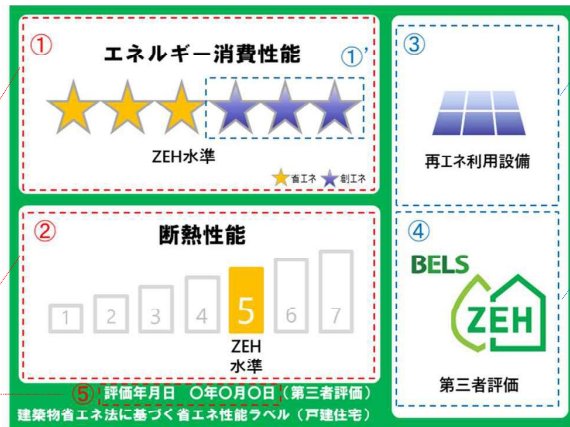 ① エネルギー消費性能 ①’
ZEH水準
★省エネ ★創エネ
② 断熱性能
1 2 3 4 5 6 7
ZEH
水準
③
再エネ利用設備
④
BELS
ZEH
第三者評価
⑤ 評価年月日 〇年〇月〇日(第三者評価)
建築物省エネ法に基づく省エネ性能ラベル(戸建住宅)